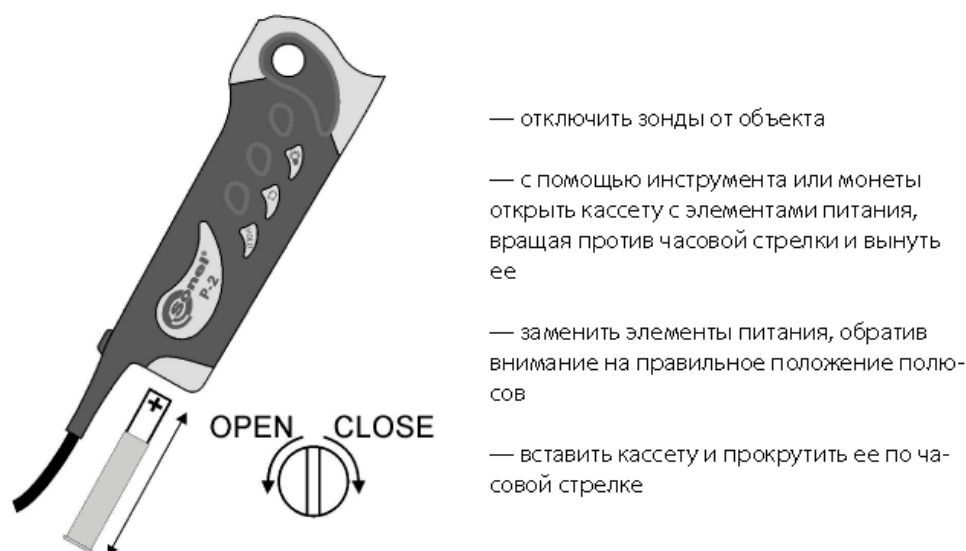 HOLD
Sonel®
P-2
+
OPEN CLOSE
— отключить зонды от объекта
— с помощью инструмента или монеты
открыть кассету с элементами питания,
вращая против часовой стрелки и вынуть
ее
— заменить элементы питания, обратив
внимание на правильное положение полю-
сов
— вставить кассету и прокрутить ее по ча-
совой стрелке